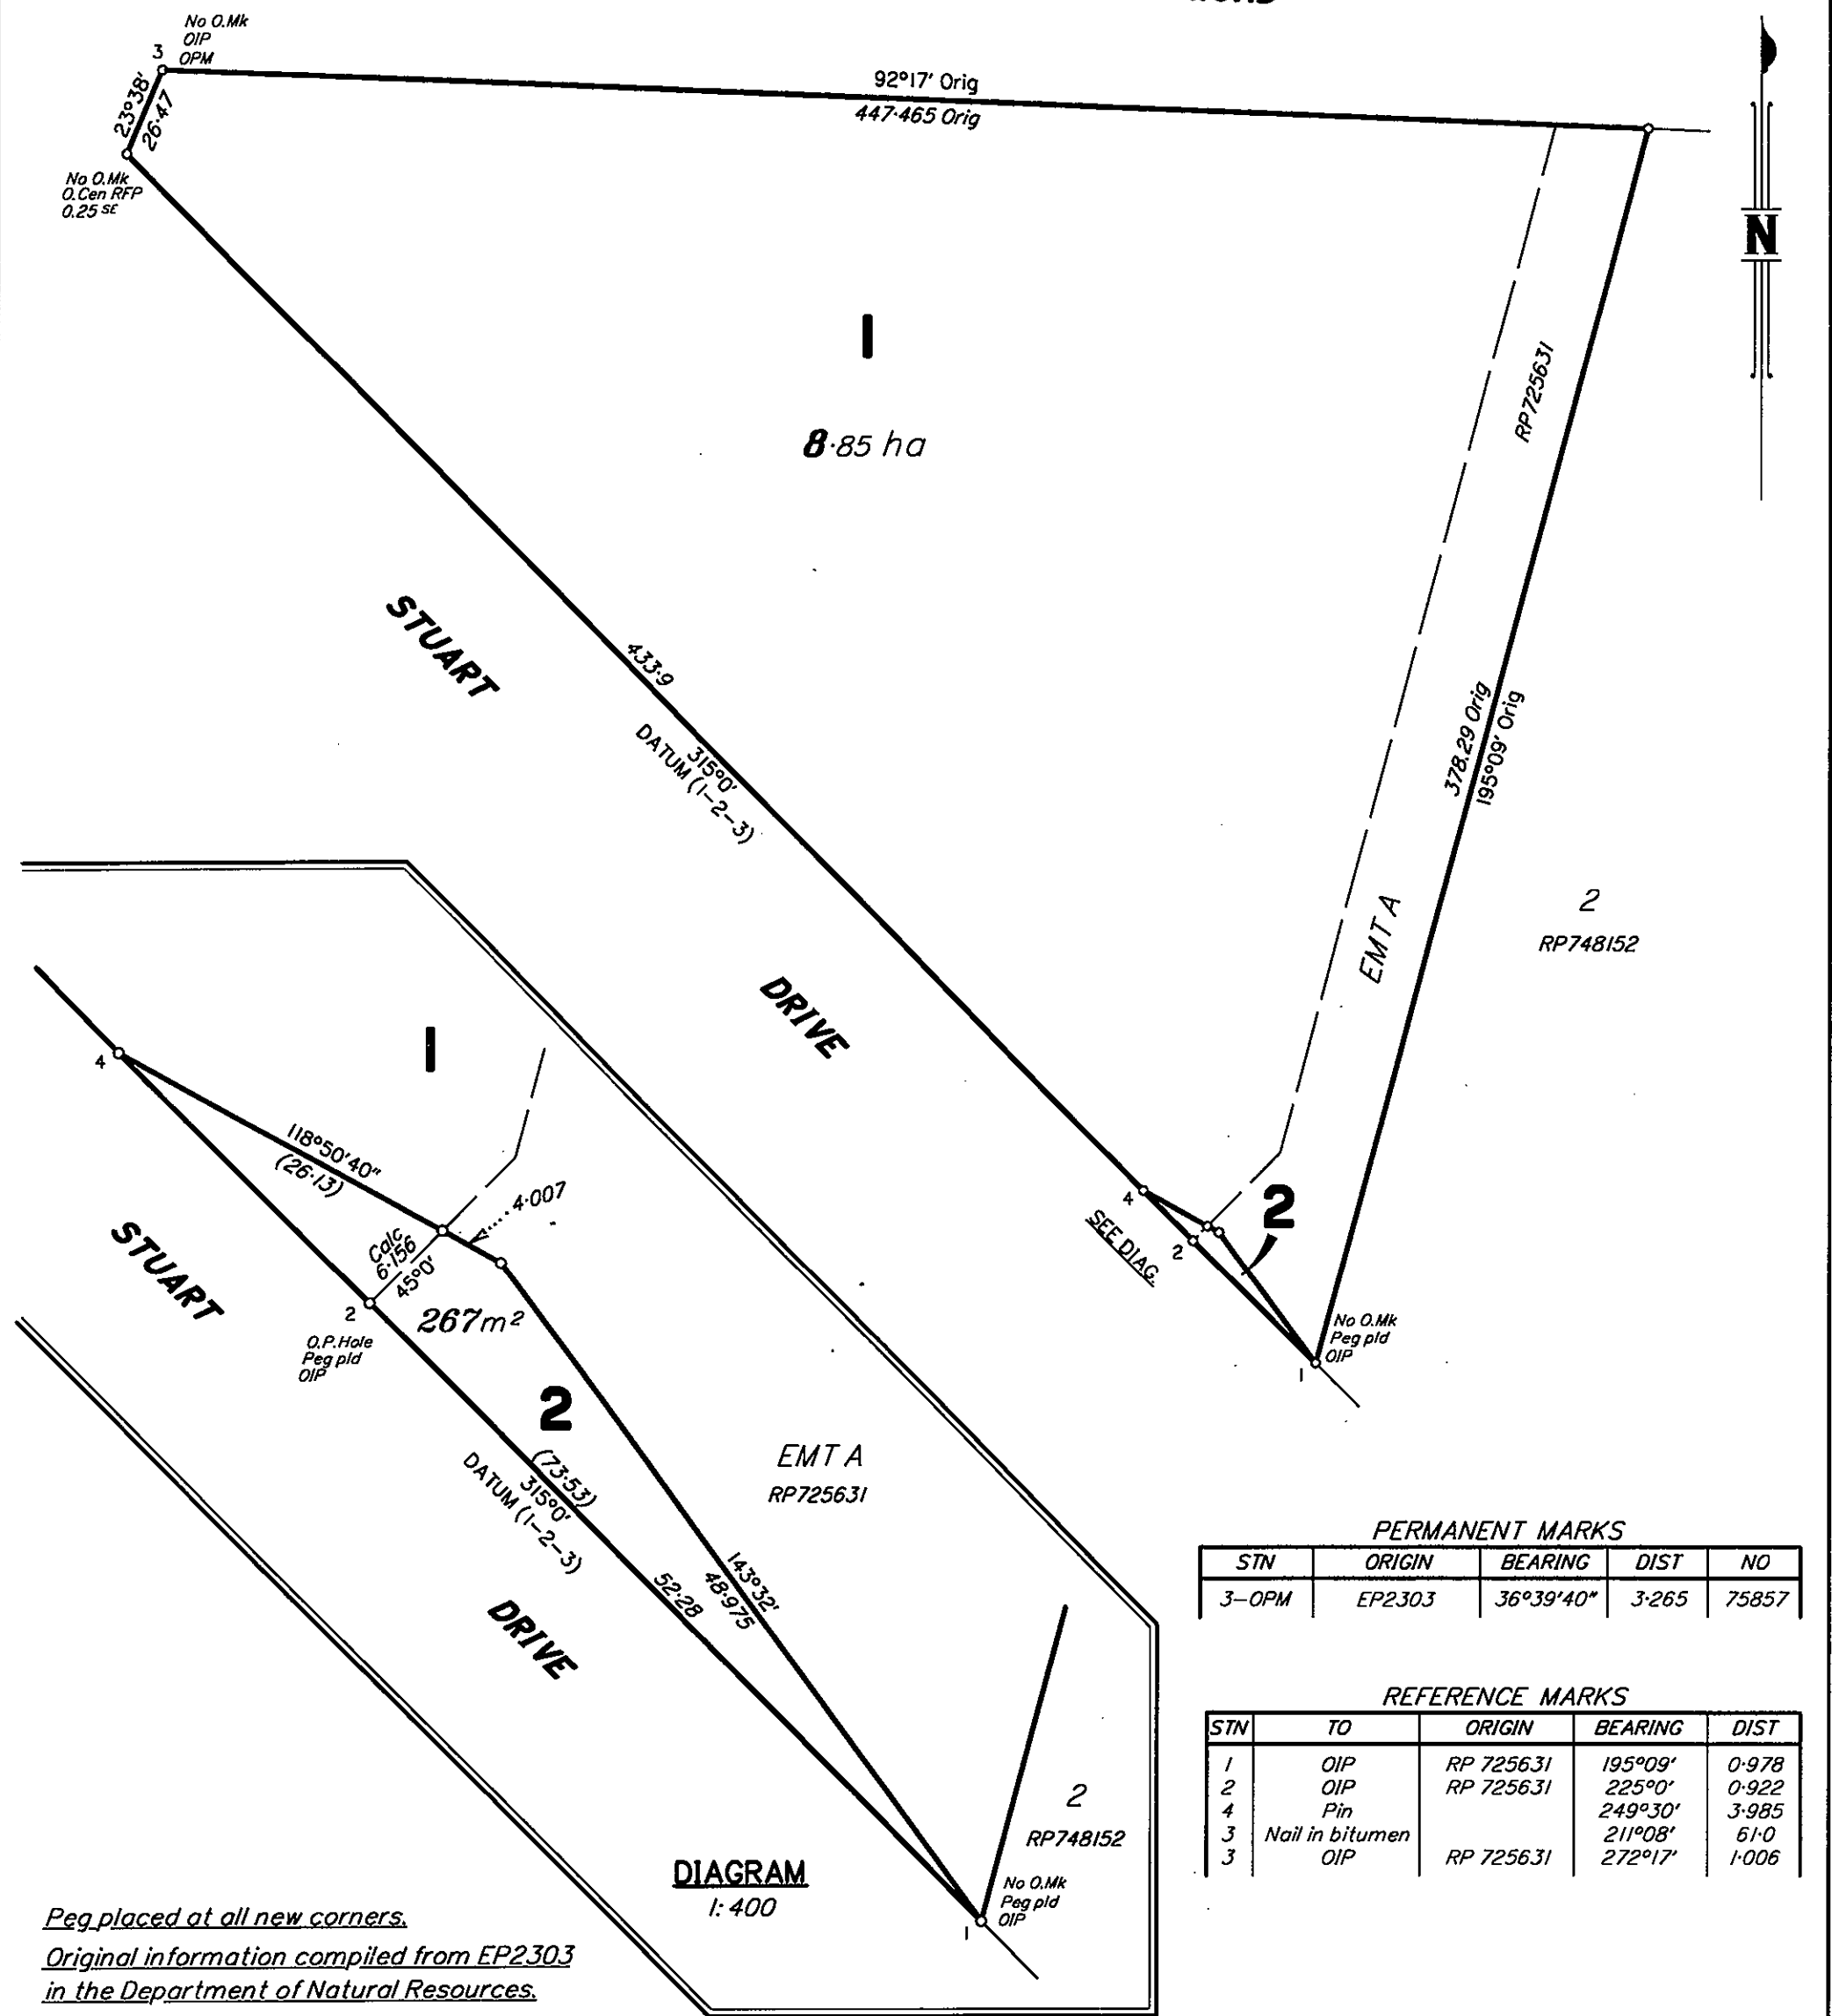 No O.Mk
OIP
OPM
3
23°38'
26·47
No O.Mk
O.Cen RFP
0.25 SE
92°17' Orig
447·465 Orig
N
1
8·85 ha
RP725631
STUART
433·9
315°0'
DATUM (1-2-3)
378.29 Orig
195°09' Orig
EMT A
2
RP748152
DRIVE
4
2
SEE DIAG.
2
No O.Mk
Peg pld
OIP
1
4
1
118°50'40"
(26·13)
4·007
Calc
6·156
45°0'
STUART
2
O.P.Hole
Peg pld
OIP
267m²
2
(73·53)
315°0'
DATUM (1-2-3)
EMT A
RP725631
143°32'
48·975
52·28
DRIVE
2
RP748152
No O.Mk
Peg pld
OIP
1
DIAGRAM
1:400
PERMANENT MARKS
STN ORIGIN BEARING DIST NO
3-OPM EP2303 36°39'40" 3·265 75857
REFERENCE MARKS
STN TO ORIGIN BEARING DIST
1 OIP RP 725631 195°09' 0·978
2 OIP RP 725631 225°0' 0·922
4 Pin 249°30' 3·985
3 Nail in bitumen 211°08' 61·0
3 OIP RP 725631 272°17' 1·006
Peg placed at all new corners.
Original information compiled from EP2303
in the Department of Natural Resources.